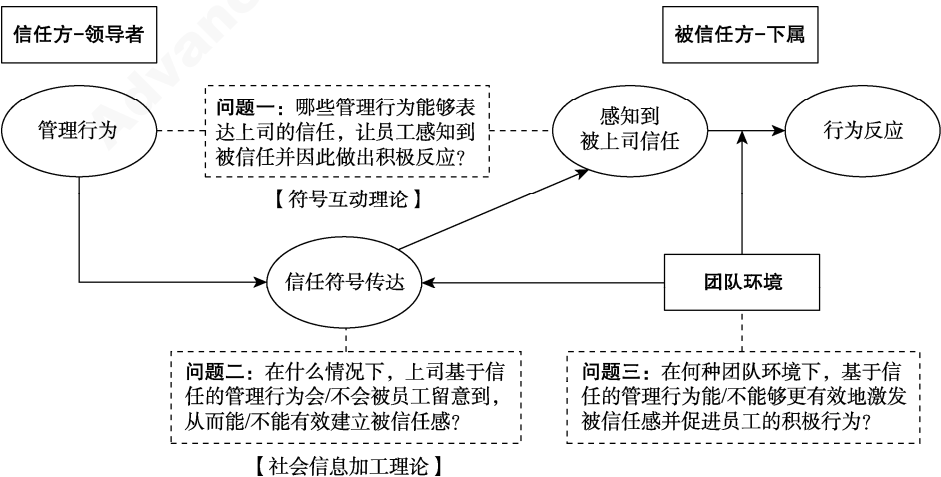 信任方-领导者
被信任方-下属
管理行为
问题一：哪些管理行为能够表
达上司的信任，让员工感知到
被信任并因此做出积极反应？
感知到
被上司信任
行为反应
【符号互动理论】
信任符号传达
团队环境
问题二：在什么情况下，上司基于信
任的管理行为会/不会被员工留意到，
从而能/不能有效建立被信任感？
问题三：在何种团队环境下，基于信
任的管理行为能/不能够更有效地激发
被信任感并促进员工的积极行为？
【社会信息加工理论】